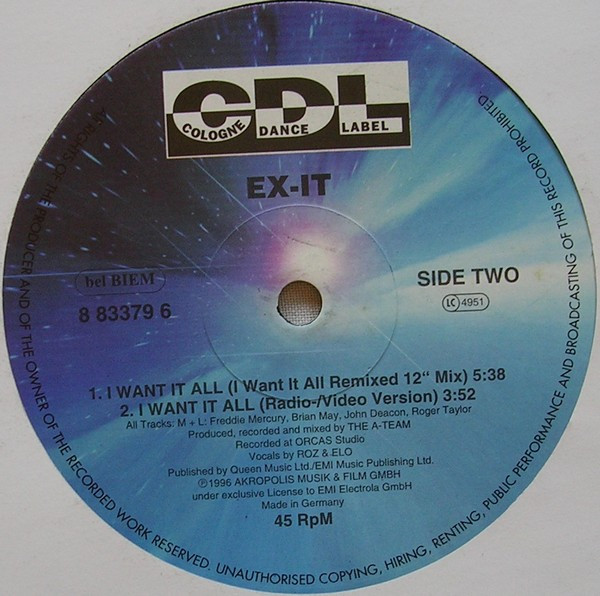 CDL
COLOGNE DANCE LABEL
EX-IT
bel BIEM
8 83379 6
SIDE TWO
LC 4951
1. I WANT IT ALL (I Want It All Remixed 12“ Mix) 5:38
2. I WANT IT ALL (Radio-/Video Version) 3:52
All Tracks: M + L: Freddie Mercury, Brian May, John Deacon, Roger Taylor
Produced, recorded and mixed by THE A-TEAM
Recorded at ORCAS Studio
Vocals by ROZ & ELO
Published by Queen Music Ltd./EMI Music Publishing Ltd.
Ⓟ1996 AKROPOLIS MUSIK & FILM GMBH
under exclusive License to EMI Electrola GmbH
Made in Germany
45 RpM
ALL RIGHTS OF THE PRODUCER AND OF THE OWNER OF THE RECORDED WORK RESERVED. UNAUTHORISED COPYING, HIRING, RENTING, PUBLIC PERFORMANCE AND BROADCASTING OF THIS RECORD PROHIBITED.